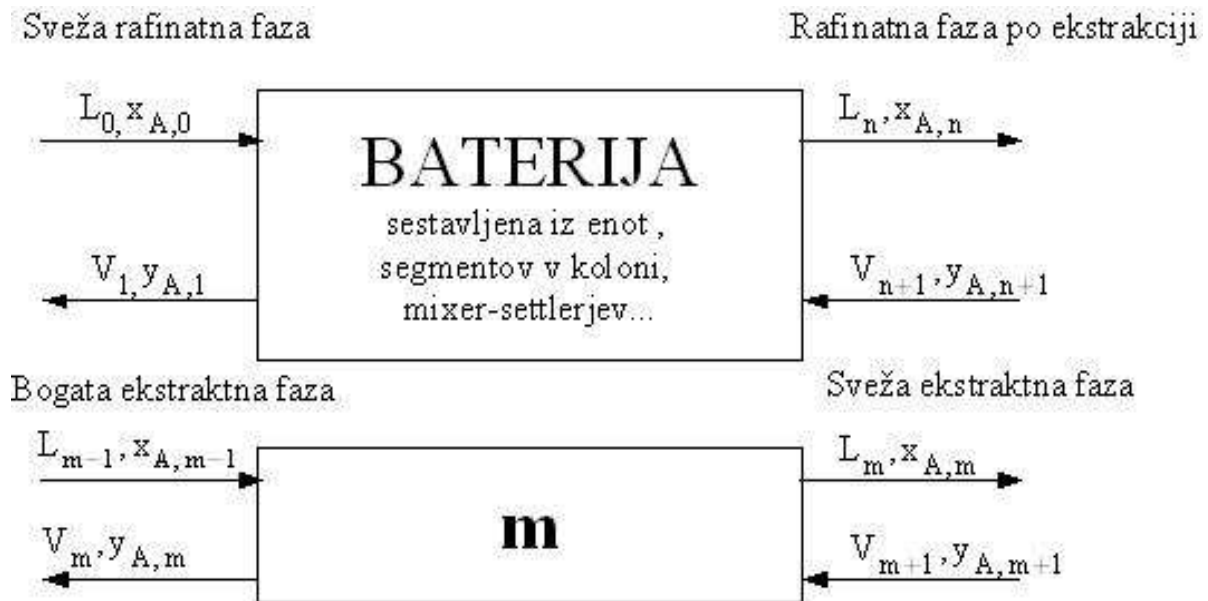 Sveža rafinatna faza
Rafinatna faza po ekstrakciji
L0,xA,0
Ln,xA,n
BATERIJA
sestavljena iz enot ,
segmentov v koloni,
mixer-settlerjev...
V1,yA,1
Vn+1,yA,n+1
Bogata ekstraktna faza
Sveža ekstraktna faza
Lm-1,xA,m-1
Lm,xA,m
m
Vm,yA,m
Vm+1,yA,m+1